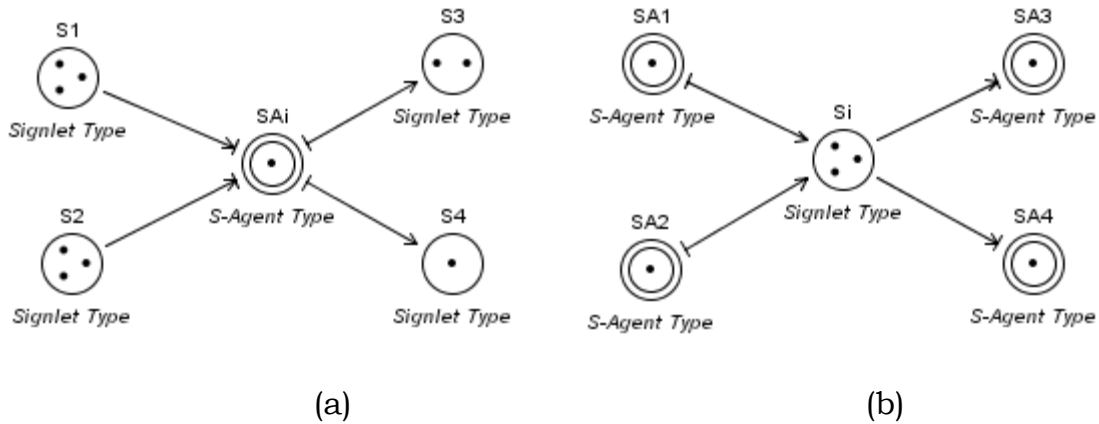 S1
Signlet Type
S2
Signlet Type
SAi
S-Agent Type
S3
Signlet Type
S4
Signlet Type
(a)
SA1
S-Agent Type
SA2
S-Agent Type
Si
Signlet Type
SA3
S-Agent Type
SA4
S-Agent Type
(b)